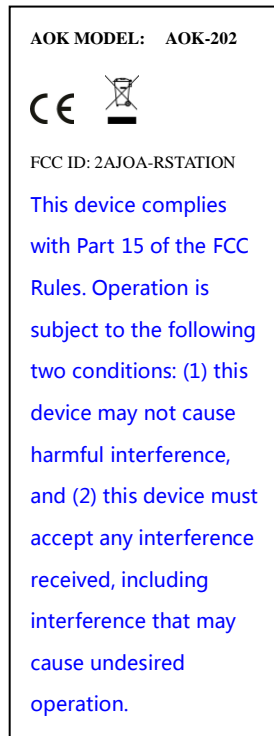 AOK MODEL: AOK-202
CE
FCC ID: 2AJOA-RSTATION
This device complies
with Part 15 of the FCC
Rules. Operation is
subject to the following
two conditions: (1) this
device may not cause
harmful interference,
and (2) this device must
accept any interference
received, including
interference that may
cause undesired
operation.